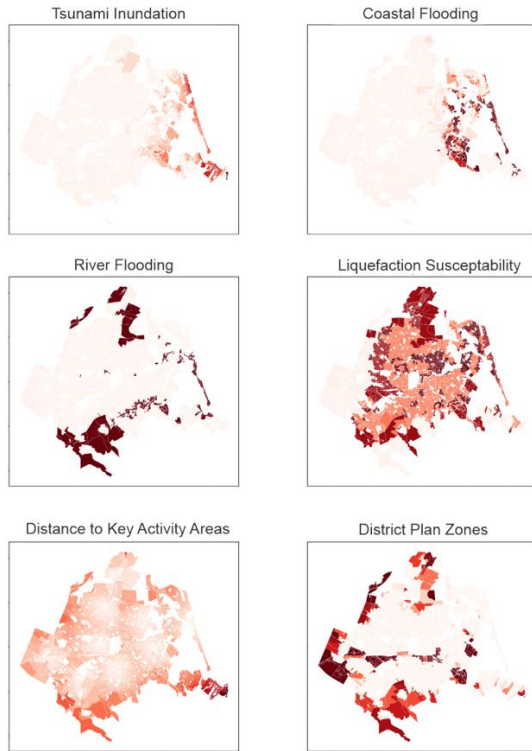 Tsunami Inundation
Coastal Flooding
River Flooding
Liquefaction Susceptability
Distance to Key Activity Areas
District Plan Zones